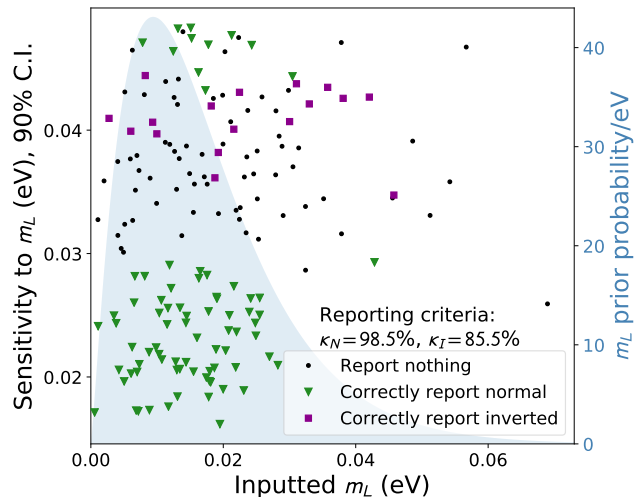 Sensitivity to m_L (eV), 90% C.I.
0.04
0.03
0.02
40
30
20
10
0
m_L prior probability/eV
Reporting criteria:
κ_N=98.5%, κ_I=85.5%
Report nothing
Correctly report normal
Correctly report inverted
0.00
0.02
0.04
0.06
Inputted m_L (eV)